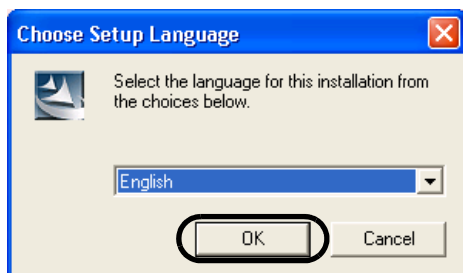 Choose Setup Language
Select the language for this installation from
the choices below.
English
OK
Cancel